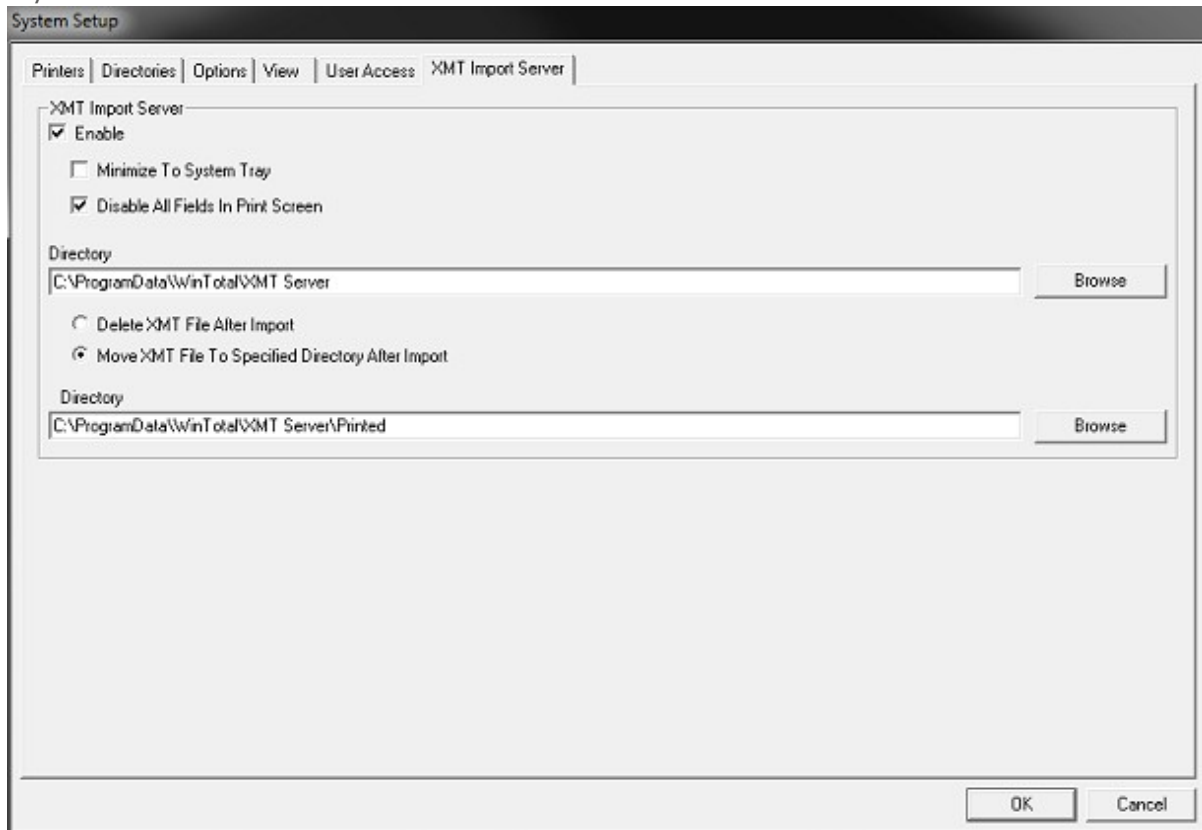 System Setup
Printers Directories Options View User Access XMT Import Server
XMT Import Server
Enable
Minimize To System Tray
Disable All Fields In Print Screen
Directory
C:\ProgramData\WinTotal\XMT Server Browse
Delete XMT File After Import
Move XMT File To Specified Directory After Import
Directory
C:\ProgramData\WinTotal\XMT Server\Printed Browse
OK Cancel